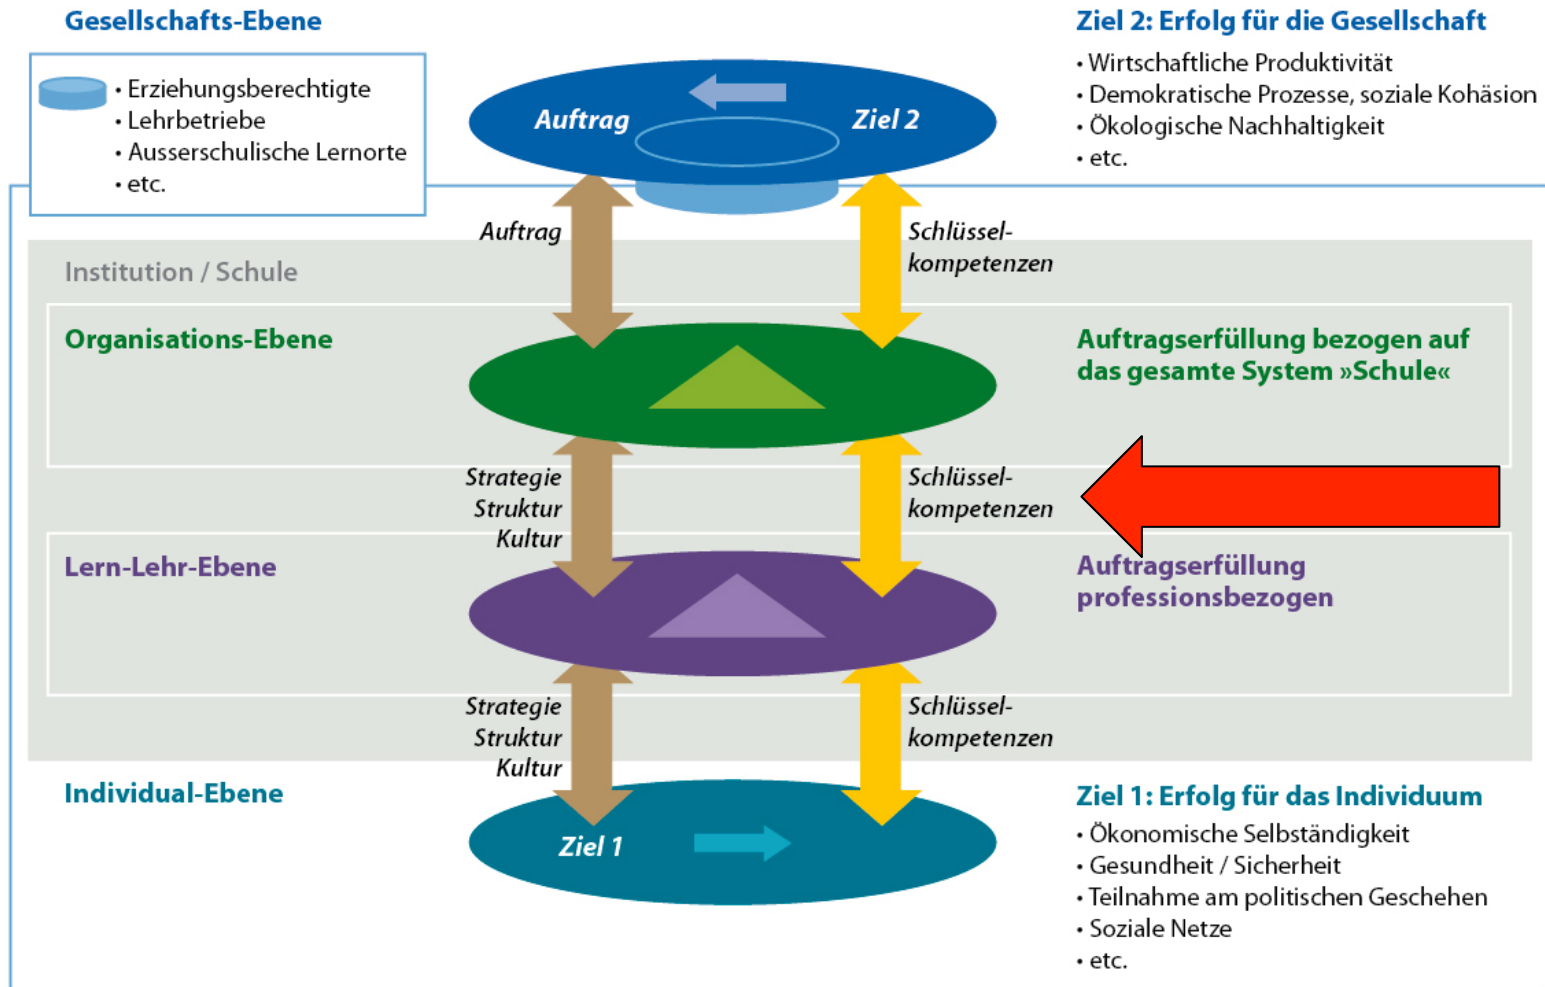 Gesellschafts-Ebene
• Erziehungsberechtigte
• Lehrbetriebe
• Ausserschulische Lernorte
• etc.
Auftrag
Ziel 2
Ziel 2: Erfolg für die Gesellschaft
• Wirtschaftliche Produktivität
• Demokratische Prozesse, soziale Kohäsion
• Ökologische Nachhaltigkeit
• etc.
Auftrag
Schlüssel-
kompetenzen
Institution / Schule
Organisations-Ebene
Auftragserfüllung bezogen auf
das gesamte System »Schule«
Strategie
Struktur
Kultur
Schlüssel-
kompetenzen
Lern-Lehr-Ebene
Auftragserfüllung
professionsbezogen
Strategie
Struktur
Kultur
Schlüssel-
kompetenzen
Individual-Ebene
Ziel 1
Ziel 1: Erfolg für das Individuum
• Ökonomische Selbständigkeit
• Gesundheit / Sicherheit
• Teilnahme am politischen Geschehen
• Soziale Netze
• etc.